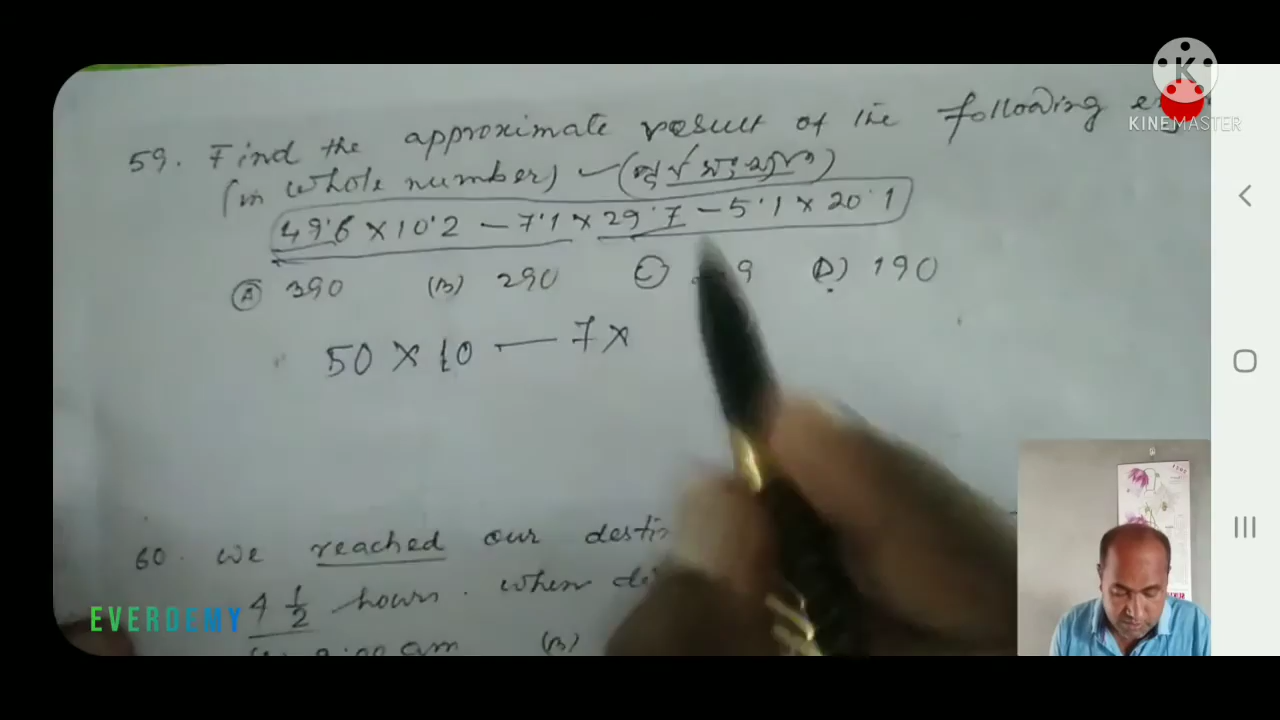 KINEMASTER
59. Find the approximate result of the following
(in whole number) (পূর্ণ সংখ্যায়)
49.6 × 10.2 – 7.1 × 29.7 – 5.1 × 20.1
(A) 390 (B) 290 (C) 9 (D) 190
50 × 10 — 7 ×
60. We reached our
4 1/2 hours. when
EVERDEMY
am (B)